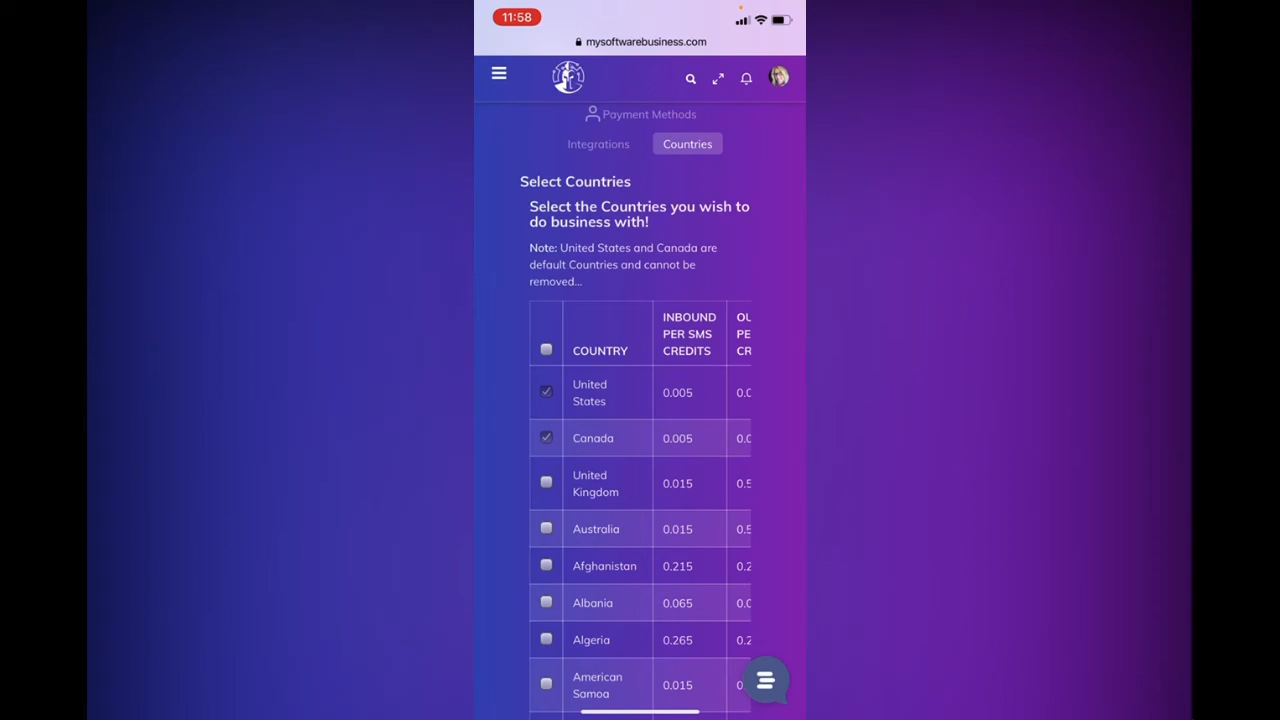 11:58
mysoftwarebusiness.com
Payment Methods
Integrations Countries
Select Countries
Select the Countries you wish to
do business with!
Note: United States and Canada are
default Countries and cannot be
removed...
COUNTRY
INBOUND
PER SMS
CREDITS
United
States
0.005
Canada
0.005
United
Kingdom
0.015
Australia
0.015
Afghanistan
0.215
Albania
0.065
Algeria
0.265
American
Samoa
0.015